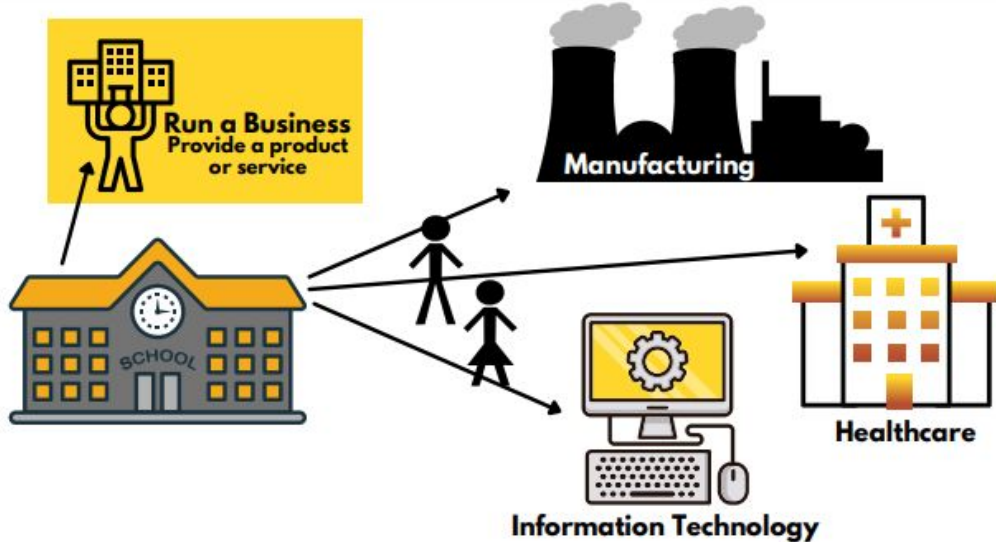 Run a Business
Provide a product
or service
Manufacturing
SCHOOL
Healthcare
Information Technology